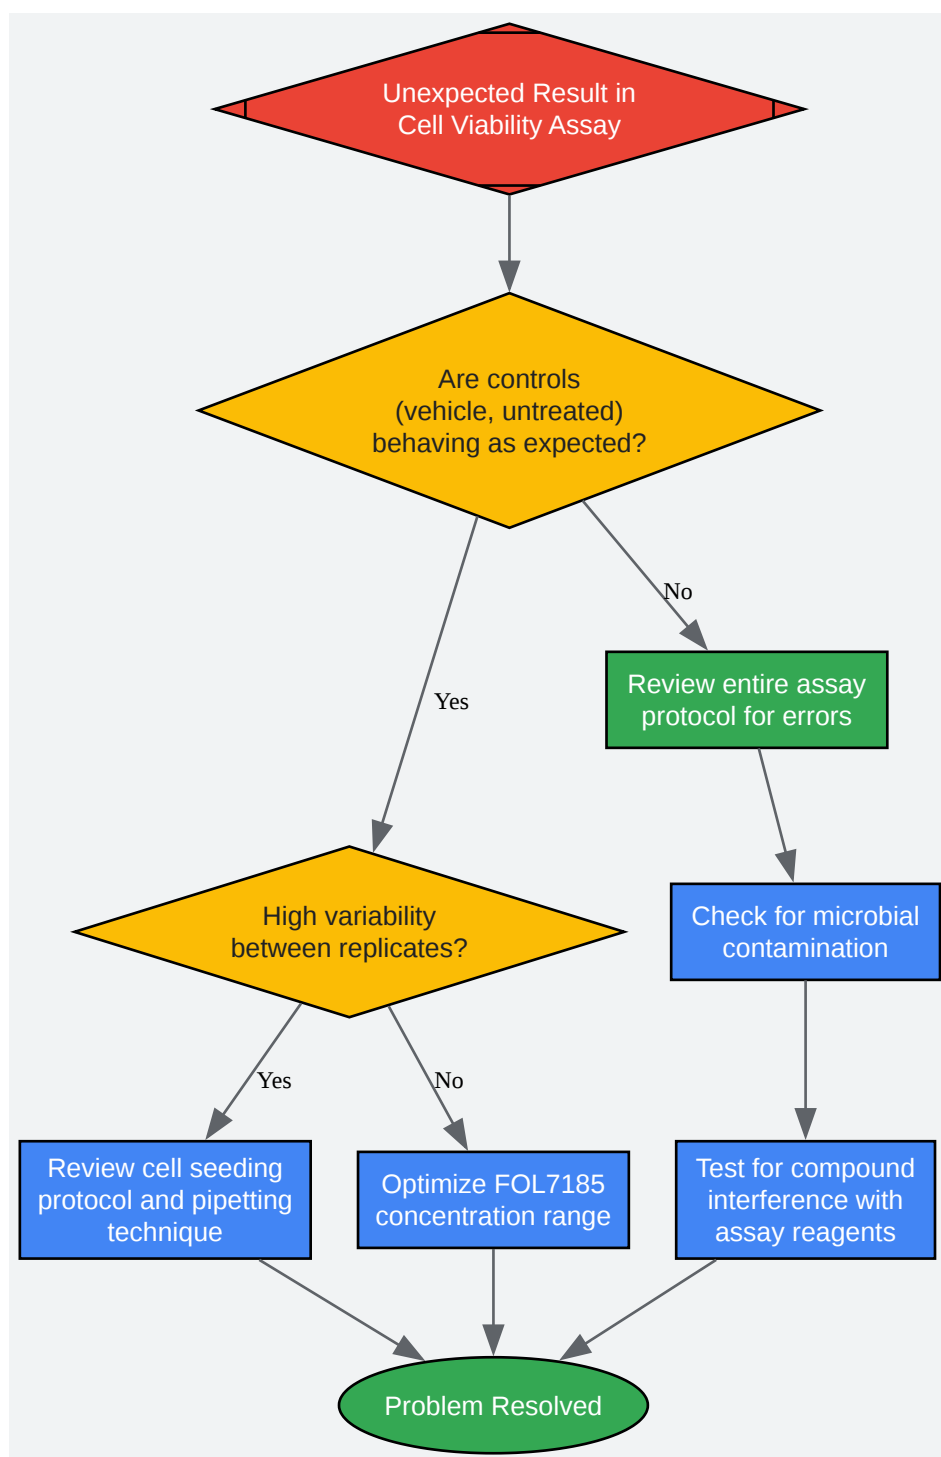 Unexpected Result in
Cell Viability Assay
Are controls
(vehicle, untreated)
behaving as expected?
No
Review entire assay
protocol for errors
Yes
High variability
between replicates?
Check for microbial
contamination
Yes
No
Review cell seeding
protocol and pipetting
technique
Optimize FOL7185
concentration range
Test for compound
interference with
assay reagents
Problem Resolved